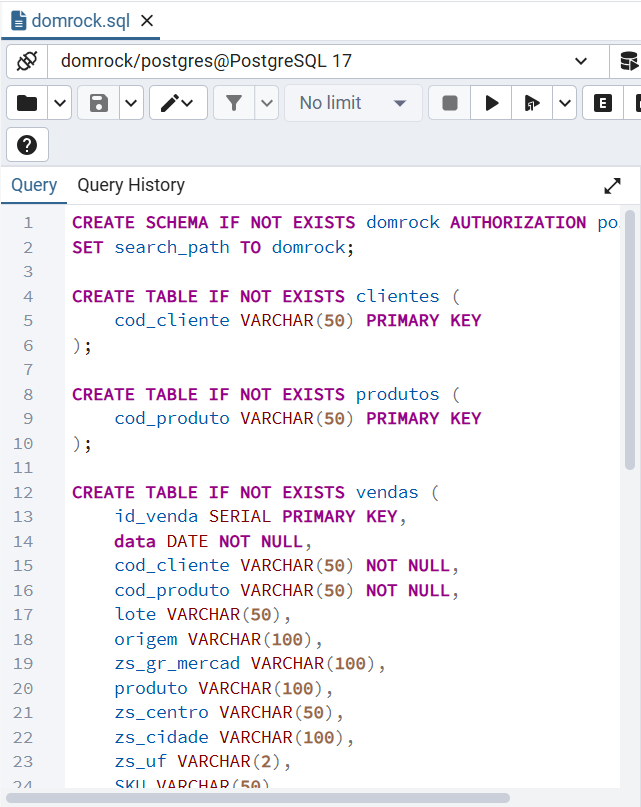 domrock.sql
domrock/postgres@PostgreSQL 17
No limit
E
Query Query History
1 CREATE SCHEMA IF NOT EXISTS domrock AUTHORIZATION po
2 SET search_path TO domrock;
3
4 CREATE TABLE IF NOT EXISTS clientes (
5 cod_cliente VARCHAR(50) PRIMARY KEY
6 );
7
8 CREATE TABLE IF NOT EXISTS produtos (
9 cod_produto VARCHAR(50) PRIMARY KEY
10 );
11
12 CREATE TABLE IF NOT EXISTS vendas (
13 id_venda SERIAL PRIMARY KEY,
14 data DATE NOT NULL,
15 cod_cliente VARCHAR(50) NOT NULL,
16 cod_produto VARCHAR(50) NOT NULL,
17 lote VARCHAR(50),
18 origem VARCHAR(100),
19 zs_gr_mercad VARCHAR(100),
20 produto VARCHAR(100),
21 zs_centro VARCHAR(50),
22 zs_cidade VARCHAR(100),
23 zs_uf VARCHAR(2),
24 SKU VARCHAR(50)